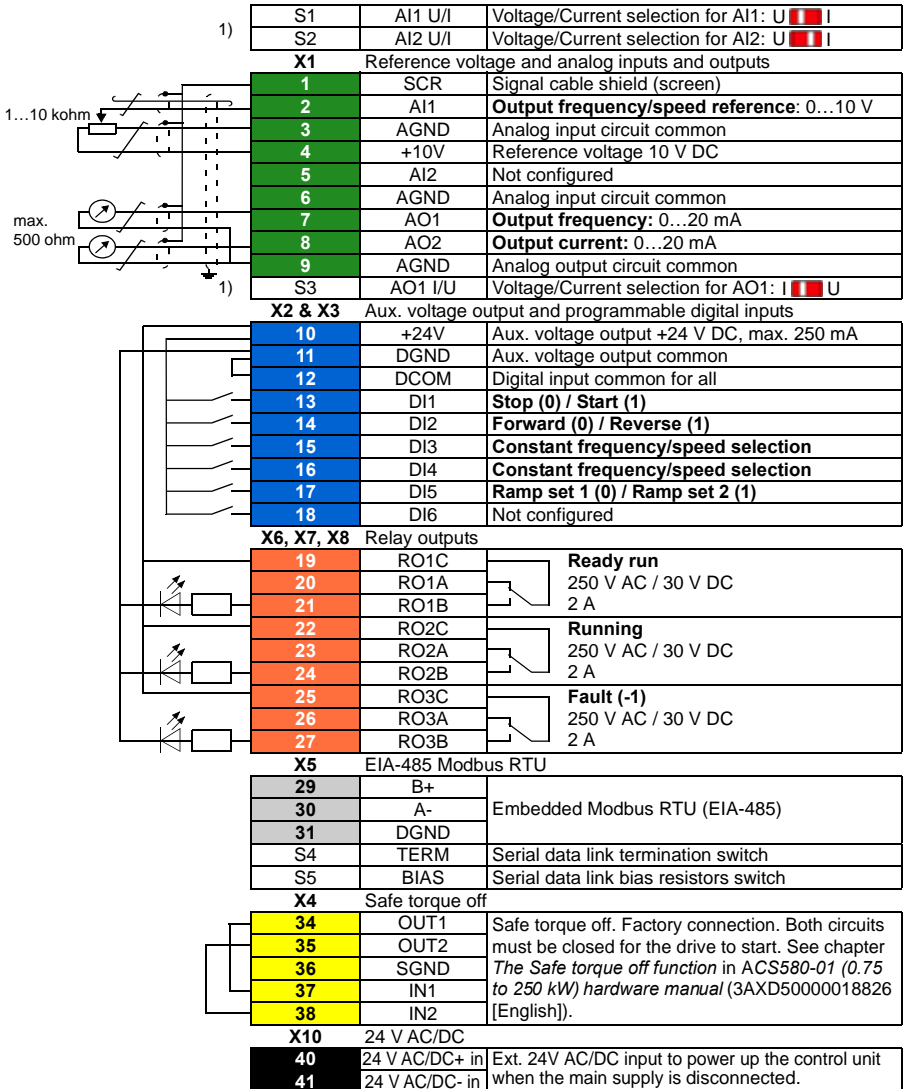 S1 AI1 U/I Voltage/Current selection for AI1: U I
1)
S2 AI2 U/I Voltage/Current selection for AI2: U I
X1 Reference voltage and analog inputs and outputs
1 SCR Signal cable shield (screen)
1…10 kohm
2 AI1 Output frequency/speed reference: 0…10 V
3 AGND Analog input circuit common
4 +10V Reference voltage 10 V DC
5 AI2 Not configured
6 AGND Analog input circuit common
max.
500 ohm
7 AO1 Output frequency: 0…20 mA
8 AO2 Output current: 0…20 mA
9 AGND Analog output circuit common
1) S3 AO1 I/U Voltage/Current selection for AO1: I U
X2 & X3 Aux. voltage output and programmable digital inputs
10 +24V Aux. voltage output +24 V DC, max. 250 mA
11 DGND Aux. voltage output common
12 DCOM Digital input common for all
13 DI1 Stop (0) / Start (1)
14 DI2 Forward (0) / Reverse (1)
15 DI3 Constant frequency/speed selection
16 DI4 Constant frequency/speed selection
17 DI5 Ramp set 1 (0) / Ramp set 2 (1)
18 DI6 Not configured
X6, X7, X8 Relay outputs
19 RO1C Ready run
20 RO1A 250 V AC / 30 V DC
21 RO1B 2 A
22 RO2C Running
23 RO2A 250 V AC / 30 V DC
24 RO2B 2 A
25 RO3C Fault (-1)
26 RO3A 250 V AC / 30 V DC
27 RO3B 2 A
X5 EIA-485 Modbus RTU
29 B+
30 A- Embedded Modbus RTU (EIA-485)
31 DGND
S4 TERM Serial data link termination switch
S5 BIAS Serial data link bias resistors switch
X4 Safe torque off
34 OUT1 Safe torque off. Factory connection. Both circuits
35 OUT2 must be closed for the drive to start. See chapter
36 SGND The Safe torque off function in ACS580-01 (0.75
37 IN1 to 250 kW) hardware manual (3AXD50000018826
38 IN2 [English]).
X10 24 V AC/DC
40 24 V AC/DC+ in Ext. 24V AC/DC input to power up the control unit
41 24 V AC/DC- in when the main supply is disconnected.